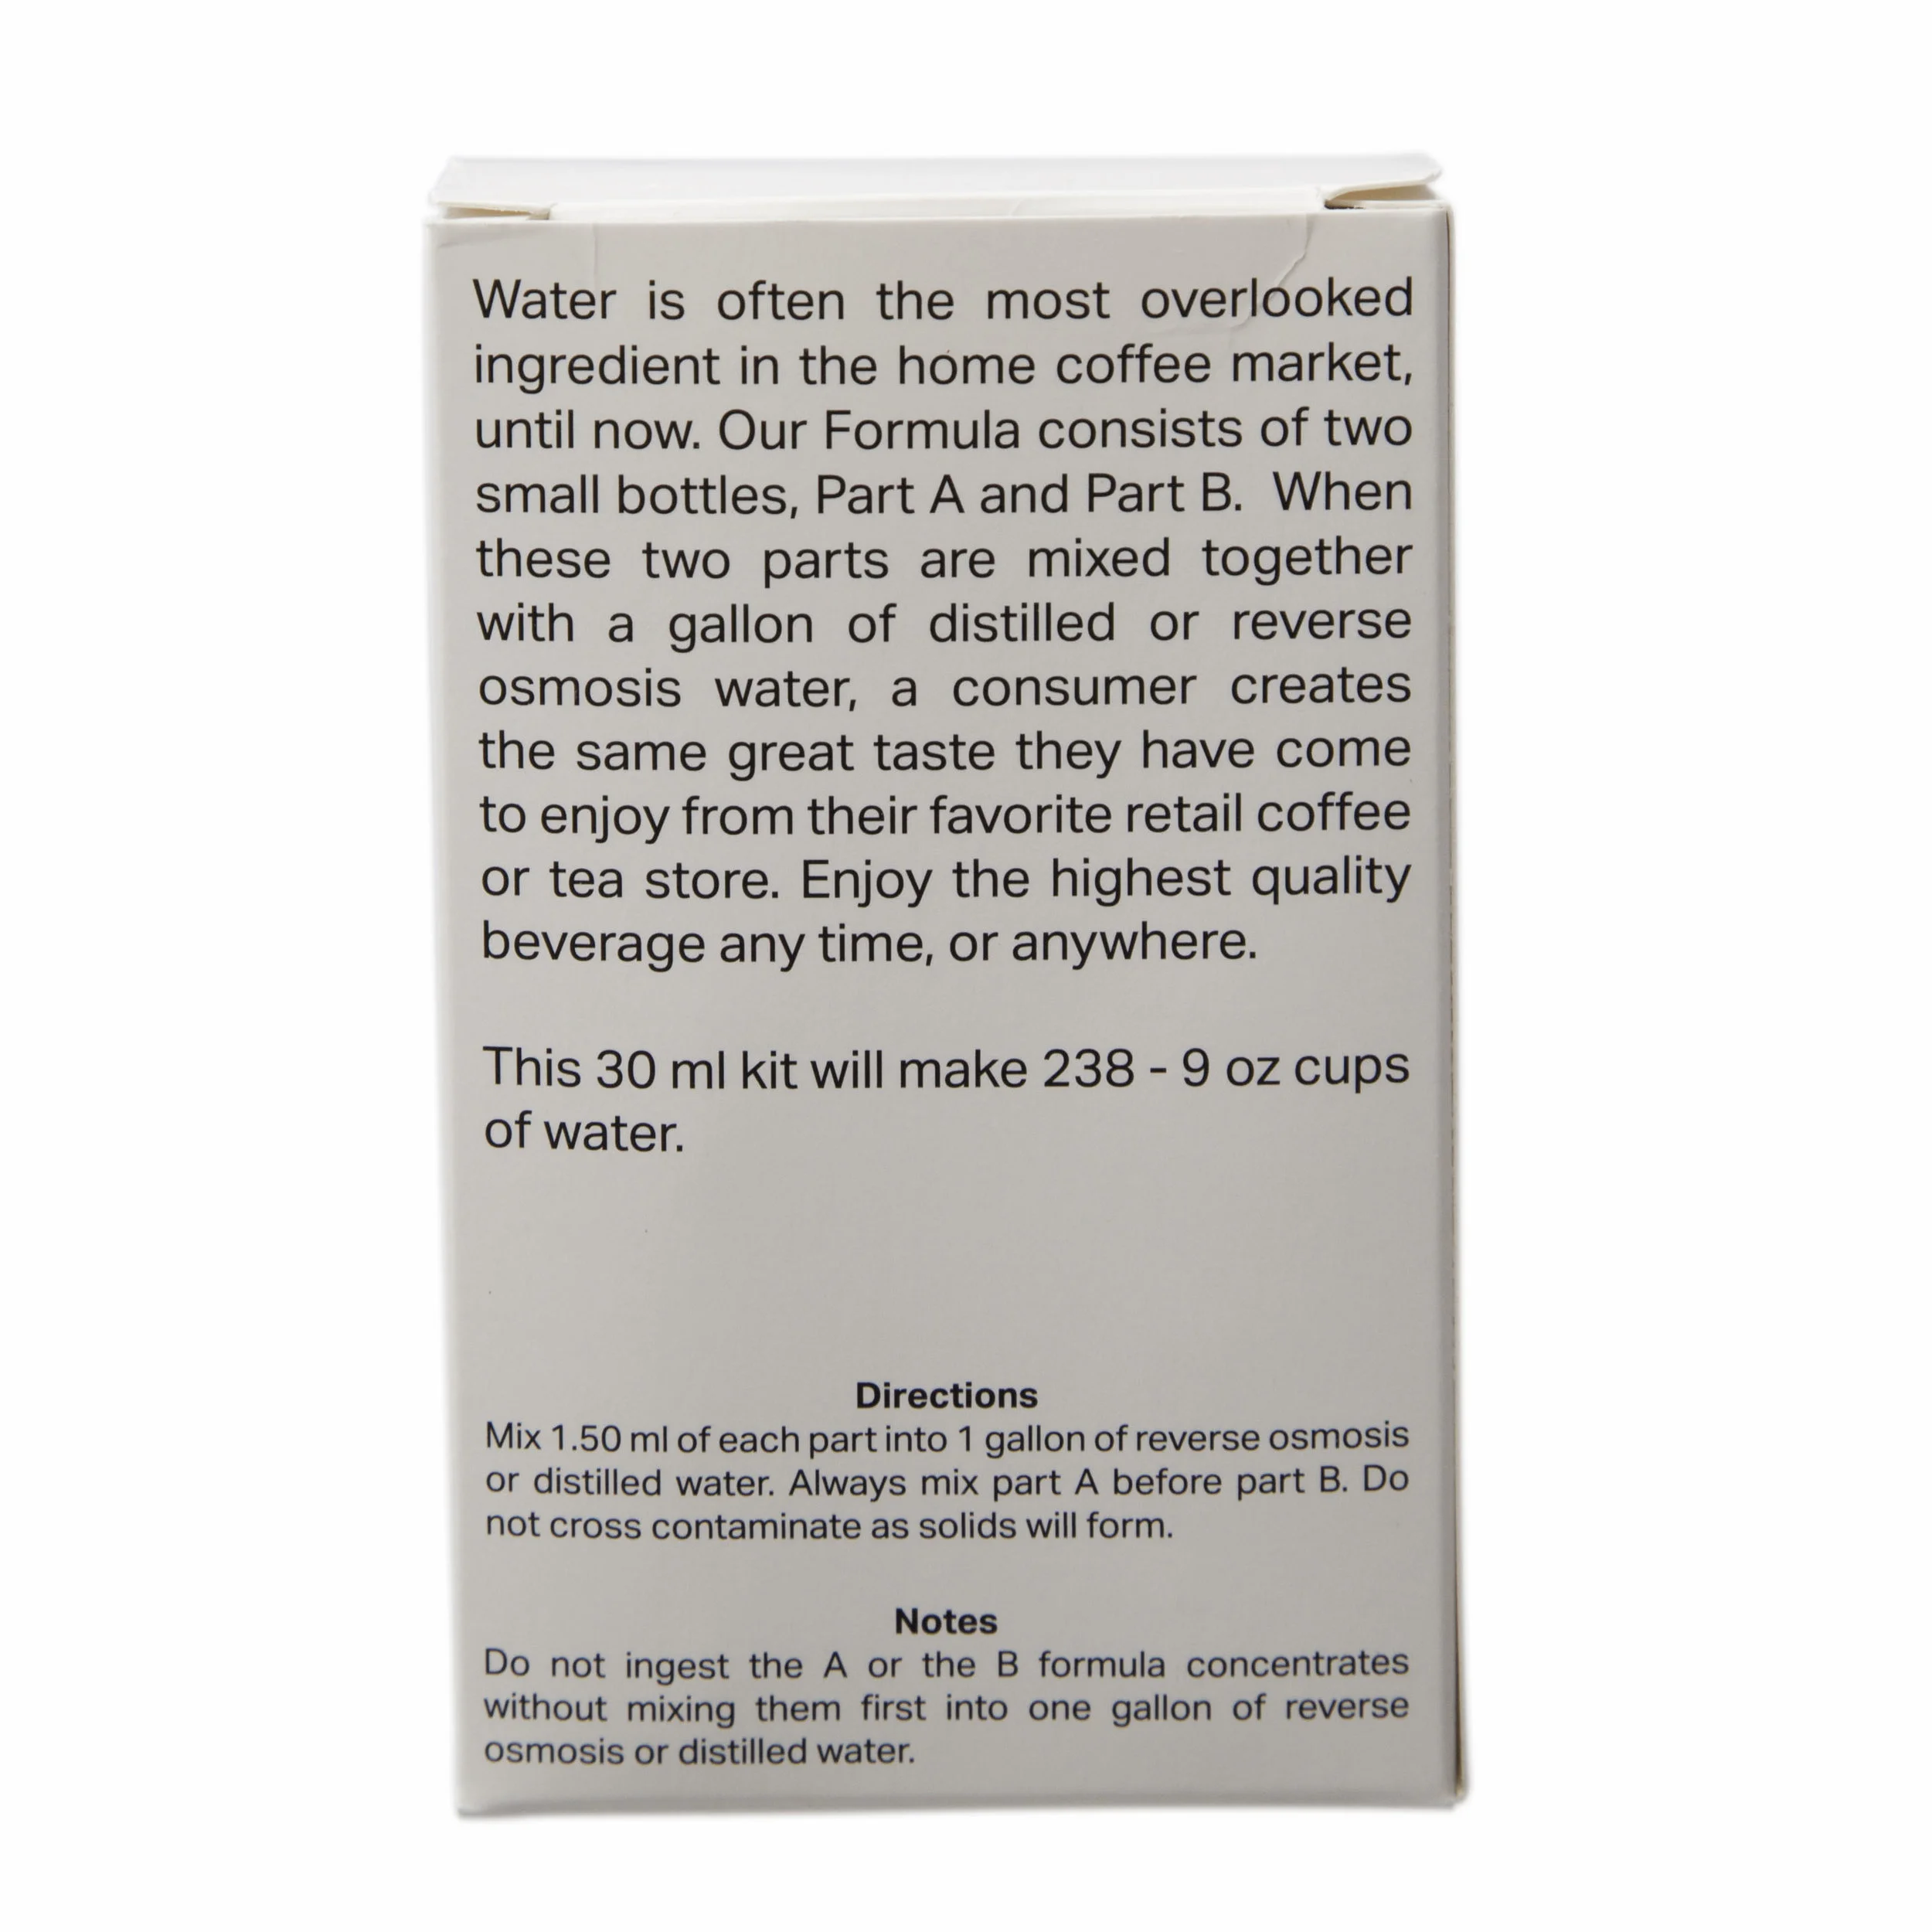 Water is often the most overlooked
ingredient in the home coffee market,
until now. Our Formula consists of two
small bottles, Part A and Part B. When
these two parts are mixed together
with a gallon of distilled or reverse
osmosis water, a consumer creates
the same great taste they have come
to enjoy from their favorite retail coffee
or tea store. Enjoy the highest quality
beverage any time, or anywhere.
This 30 ml kit will make 238 - 9 oz cups
of water.
Directions
Mix 1.50 ml of each part into 1 gallon of reverse osmosis
or distilled water. Always mix part A before part B. Do
not cross contaminate as solids will form.
Notes
Do not ingest the A or the B formula concentrates
without mixing them first into one gallon of reverse
osmosis or distilled water.